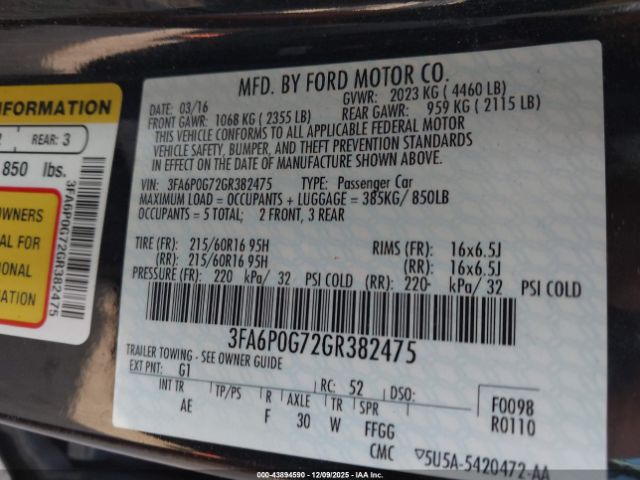 MFD. BY FORD MOTOR CO.
DATE: 03/16
GVWR: 2023 KG ( 4460 LB)
FRONT GAWR: 1068 KG ( 2355 LB)
REAR GAWR: 959 KG ( 2115 LB)
THIS VEHICLE CONFORMS TO ALL APPLICABLE FEDERAL MOTOR
VEHICLE SAFETY, BUMPER, AND THEFT PREVENTION STANDARDS
IN EFFECT ON THE DATE OF MANUFACTURE SHOWN ABOVE.
VIN: 3FA6P0G72GR382475 TYPE: Passenger Car
MAXIMUM LOAD = OCCUPANTS + LUGGAGE = 385KG/ 850LB
OCCUPANTS = 5 TOTAL; 2 FRONT, 3 REAR
TIRE (FR): 215/60R16 95H RIMS (FR): 16x6.5J
(RR): 215/60R16 95H (RR): 16x6.5J
PRESSURE (FR): 220 kPa/ 32 PSI COLD (RR): 220- kPa/ 32 PSI COLD
3FA6P0G72GR382475
TRAILER TOWING - SEE OWNER GUIDE
EXT PNT: G1 RC: 52 DSO:
INT TR TP/PS R AXLE TR SPR
AE F 30 W FFGG
F0098
R0110
CMC 5U5A-5420472-AA
INFORMATION
REAR: 3
850 lbs.
OWNERS
AL FOR
IONAL
MATION
3FA6P0G72GR382475
IAA-43894590 12/09/2025 - IAA Inc.